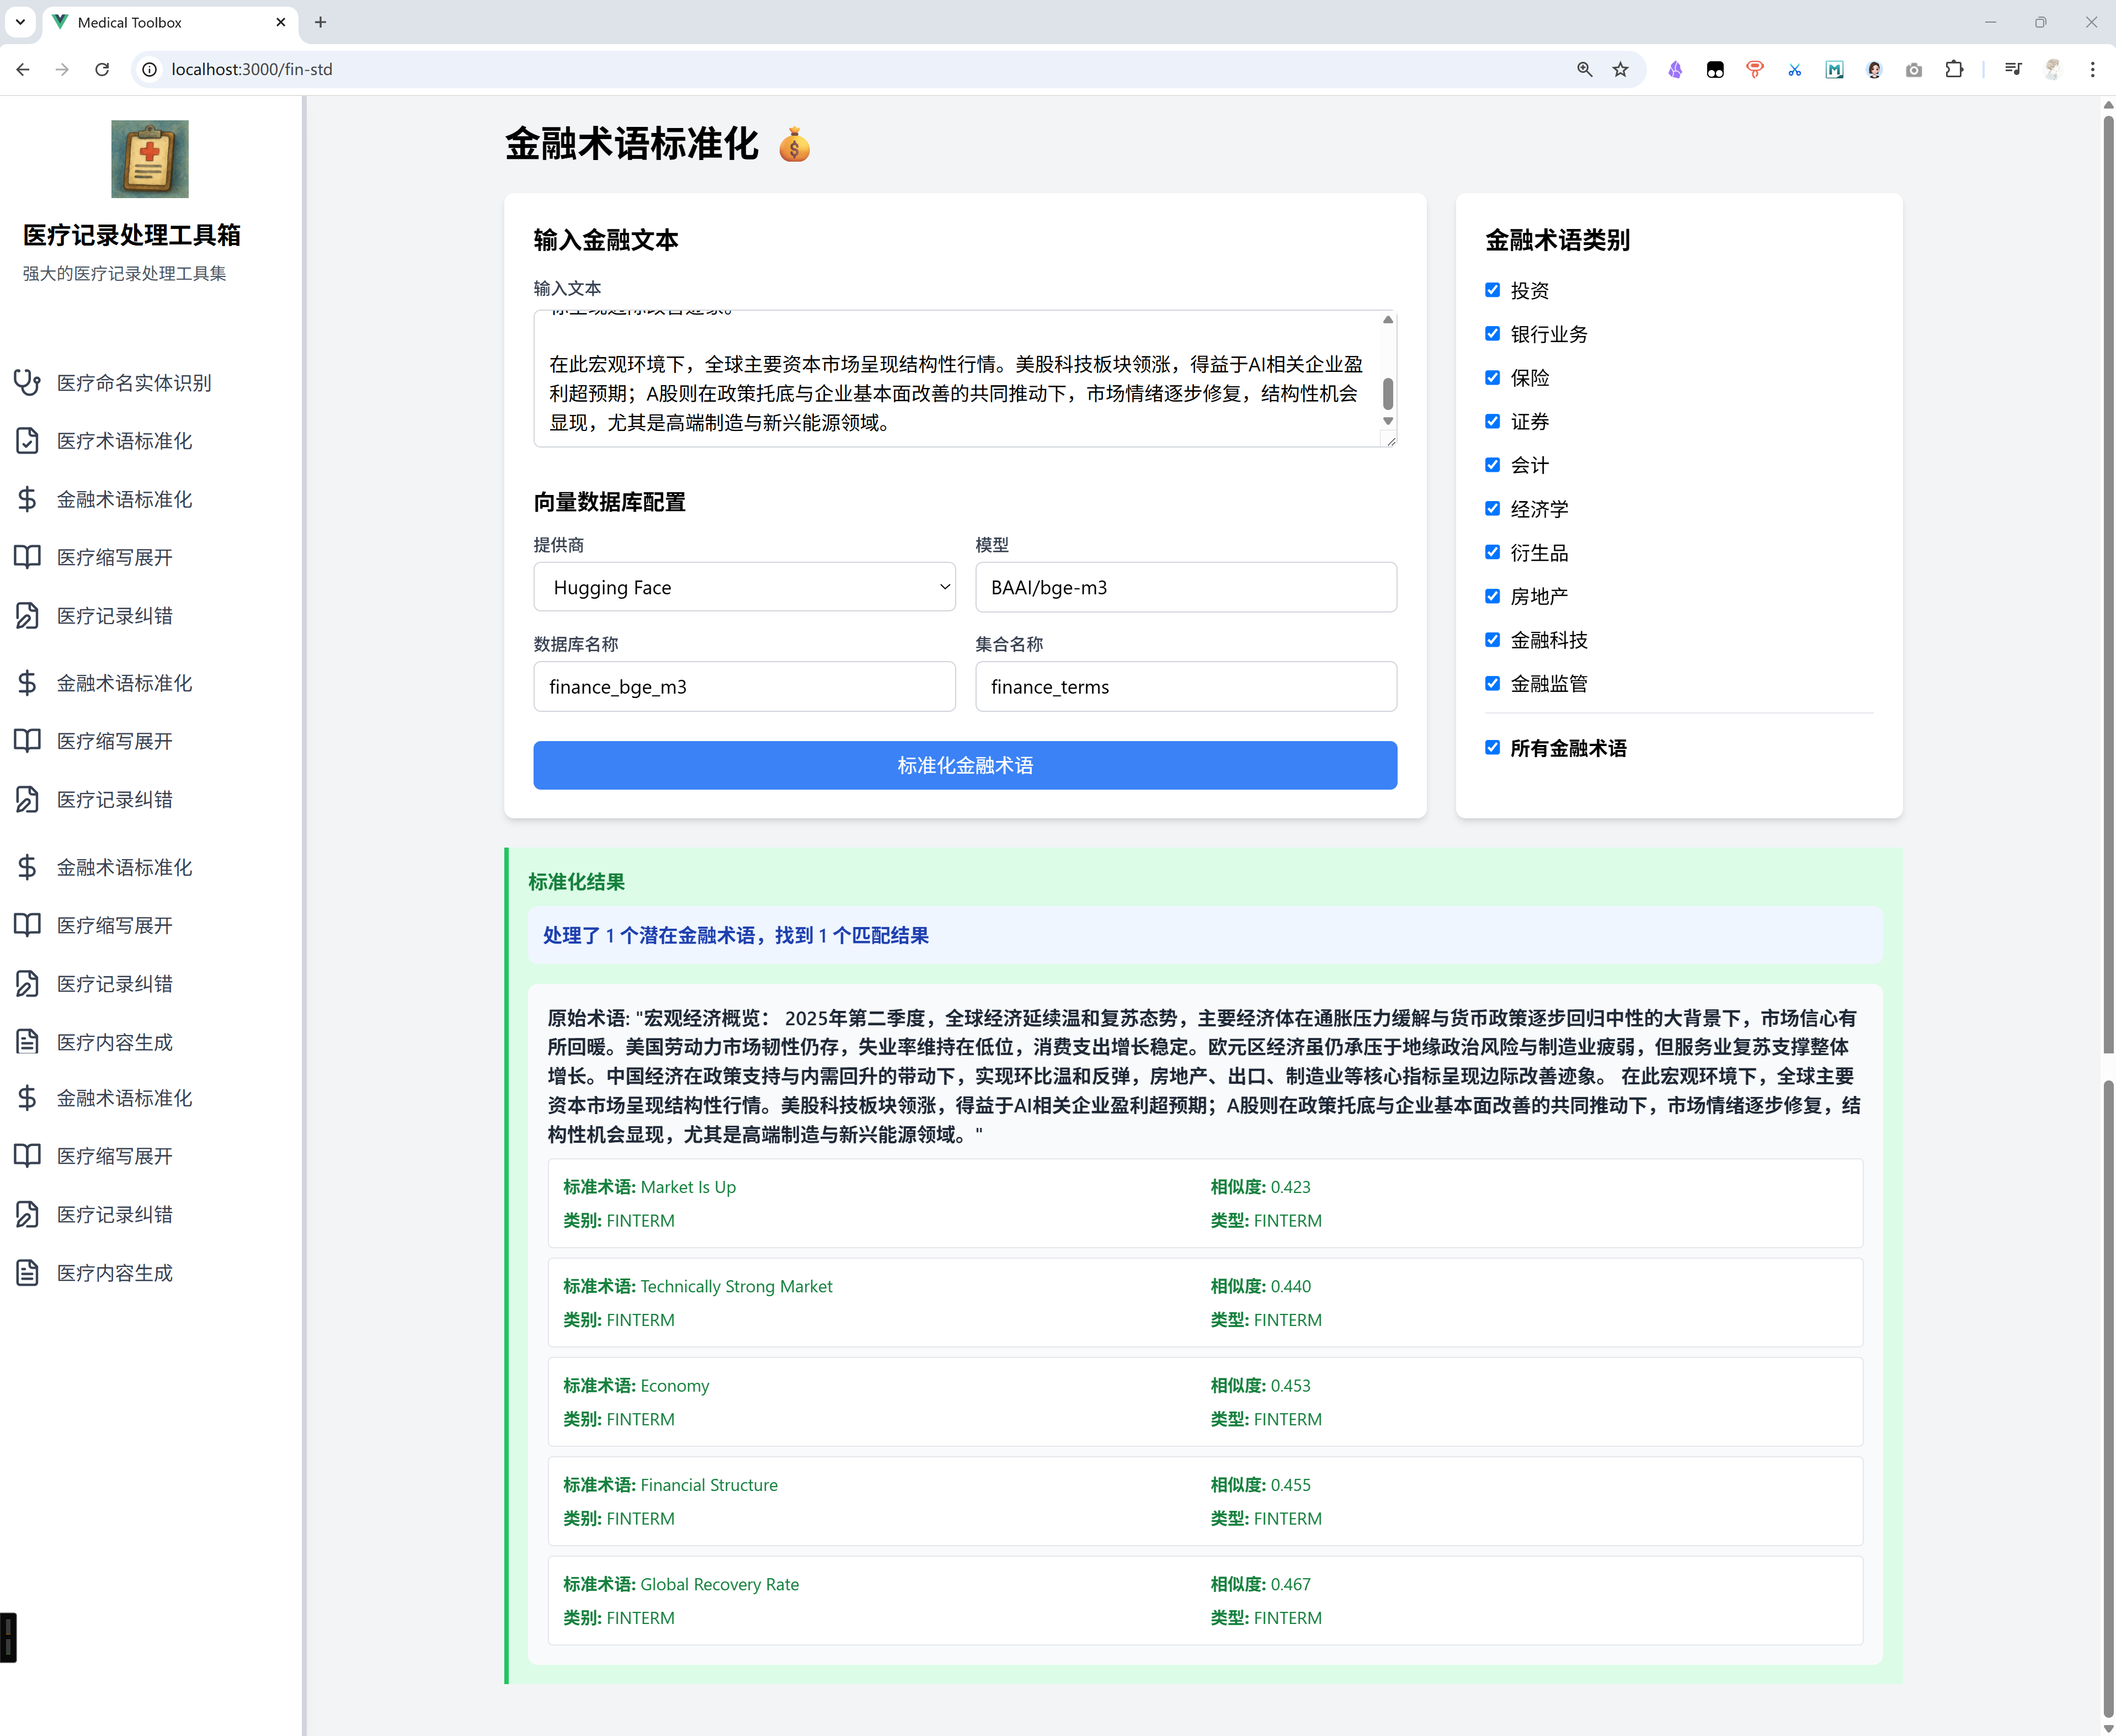 Medical Toolbox
localhost:3000/fin-std
医疗记录处理工具箱
强大的医疗记录处理工具集
医疗命名实体识别
医疗术语标准化
金融术语标准化
医疗缩写展开
医疗记录纠错
金融术语标准化
医疗缩写展开
医疗记录纠错
金融术语标准化
医疗缩写展开
医疗记录纠错
医疗内容生成
金融术语标准化
医疗缩写展开
医疗记录纠错
医疗内容生成
金融术语标准化
输入金融文本
输入文本
在此宏观环境下，全球主要资本市场呈现结构性行情。美股科技板块领涨，得益于AI相关企业盈
利超预期；A股则在政策托底与企业基本面改善的共同推动下，市场情绪逐步修复，结构性机会
显现，尤其是高端制造与新兴能源领域。
向量数据库配置
提供商
模型
Hugging Face
BAAI/bge-m3
数据库名称
集合名称
finance_bge_m3
finance_terms
标准化金融术语
金融术语类别
投资
银行业务
保险
证券
会计
经济学
衍生品
房地产
金融科技
金融监管
所有金融术语
标准化结果
处理了 1 个潜在金融术语，找到 1 个匹配结果
原始术语: "宏观经济概览： 2025年第二季度，全球经济延续温和复苏态势，主要经济体在通胀压力缓解与货币政策逐步回归中性的大背景下，市场信心有
所回暖。美国劳动力市场韧性仍存，失业率维持在低位，消费支出增长稳定。欧元区经济虽仍承压于地缘政治风险与制造业疲弱，但服务业复苏支撑整体
增长。中国经济在政策支持与内需回升的带动下，实现环比温和反弹，房地产、出口、制造业等核心指标呈现边际改善迹象。 在此宏观环境下，全球主要
资本市场呈现结构性行情。美股科技板块领涨，得益于AI相关企业盈利超预期；A股则在政策托底与企业基本面改善的共同推动下，市场情绪逐步修复，结
构性机会显现，尤其是高端制造与新兴能源领域。"
标准术语: Market Is Up
相似度: 0.423
类别: FINTERM
类型: FINTERM
标准术语: Technically Strong Market
相似度: 0.440
类别: FINTERM
类型: FINTERM
标准术语: Economy
相似度: 0.453
类别: FINTERM
类型: FINTERM
标准术语: Financial Structure
相似度: 0.455
类别: FINTERM
类型: FINTERM
标准术语: Global Recovery Rate
相似度: 0.467
类别: FINTERM
类型: FINTERM